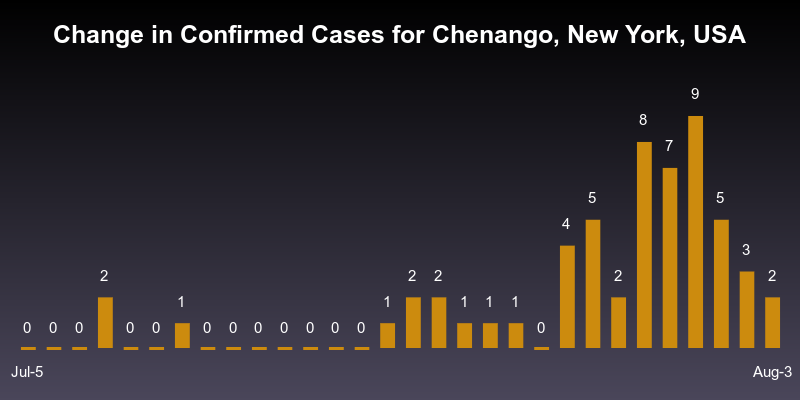 Change in Confirmed Cases for Chenango, New York, USA
0 0 0 2 0 0 1 0 0 0 0 0 0 0 1 2 2 1 1 1 0 4 5 2 8 7 9 5 3 2
Jul-5 Aug-3